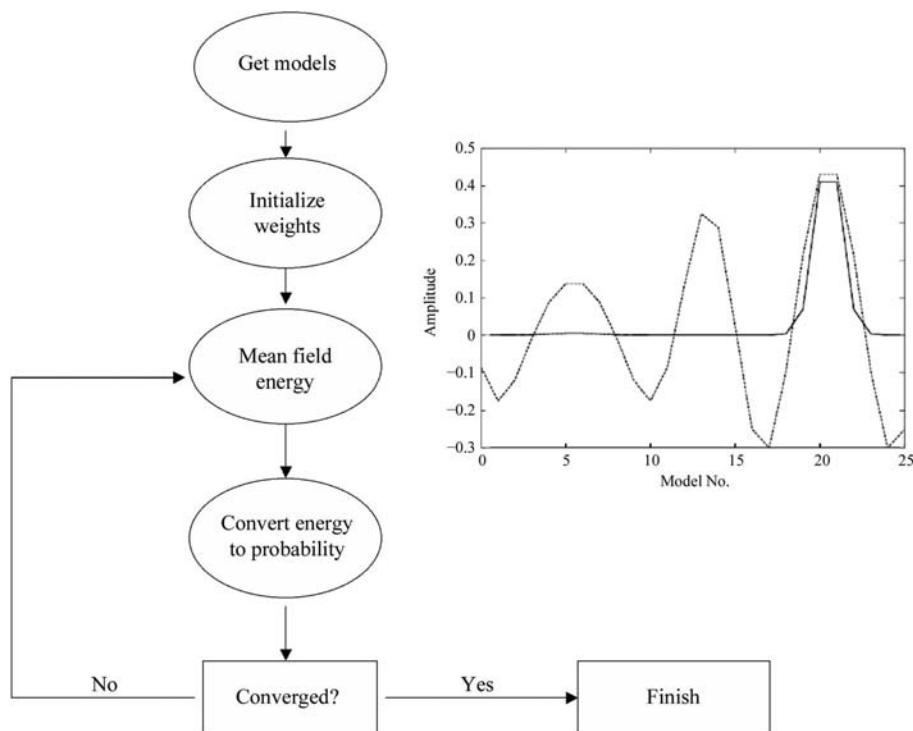 Get models
Initialize
weights
Mean field
energy
Convert energy
to probability
Converged?
No
Yes
Finish
0.5
0.4
0.3
0.2
0.1
0
−0.1
−0.2
−0.3
Amplitude
0
5
10
15
20
25
Model No.